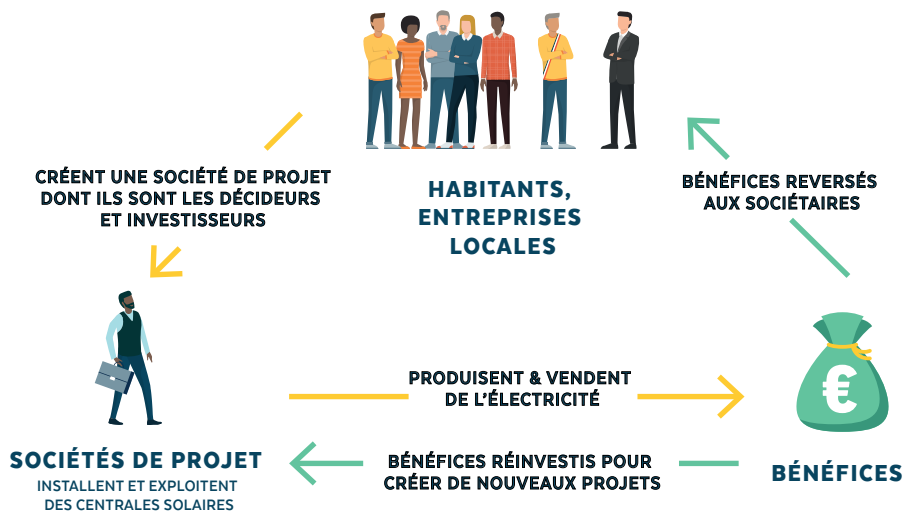 HABITANTS,
ENTREPRISES
LOCALES
CRÉENT UNE SOCIÉTÉ DE PROJET
DONT ILS SONT LES DÉCIDEURS
ET INVESTISSEURS
BÉNÉFICES REVERSÉS
AUX SOCIÉTAIRES
PRODUISENT & VENDENT
DE L’ÉLECTRICITÉ
€
SOCIÉTÉS DE PROJET
INSTALLENT ET EXPLOITENT
DES CENTRALES SOLAIRES
BÉNÉFICES RÉINVESTIS POUR
CRÉER DE NOUVEAUX PROJETS
BÉNÉFICES